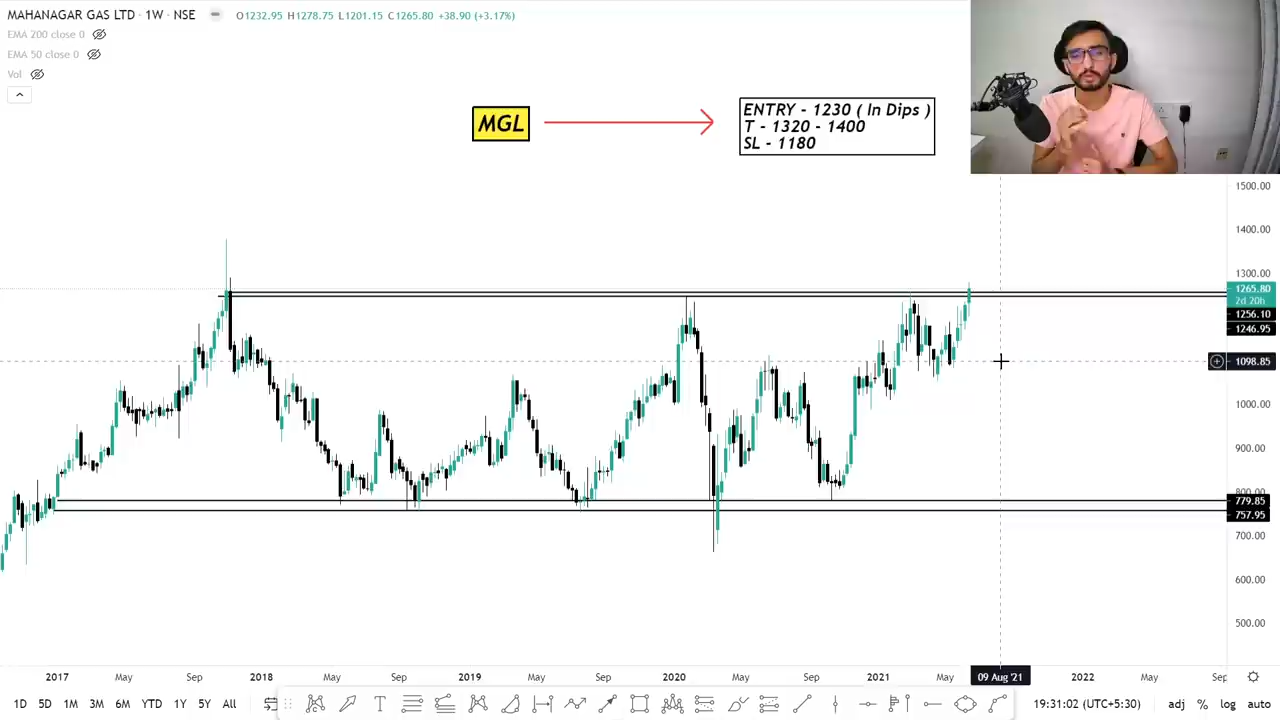 MAHANAGAR GAS LTD · 1W · NSE O1232.95 H1278.75 L1201.15 C1265.80 +38.90 (+3.17%)
EMA 200 close 0
EMA 50 close 0
Vol
MGL
ENTRY - 1230 ( In Dips )
T - 1320 - 1400
SL - 1180
1500.00
1400.00
1300.00
1265.80
2d 20h
1256.10
1246.95
1098.85
1000.00
900.00
800.00
779.85
757.95
700.00
600.00
500.00
2017 May Sep 2018 May Sep 2019 May Sep 2020 May Sep 2021 May 09 Aug '21 2022 May Sep
1D 5D 1M 3M 6M YTD 1Y 5Y All 19:31:02 (UTC+5:30) adj % log auto